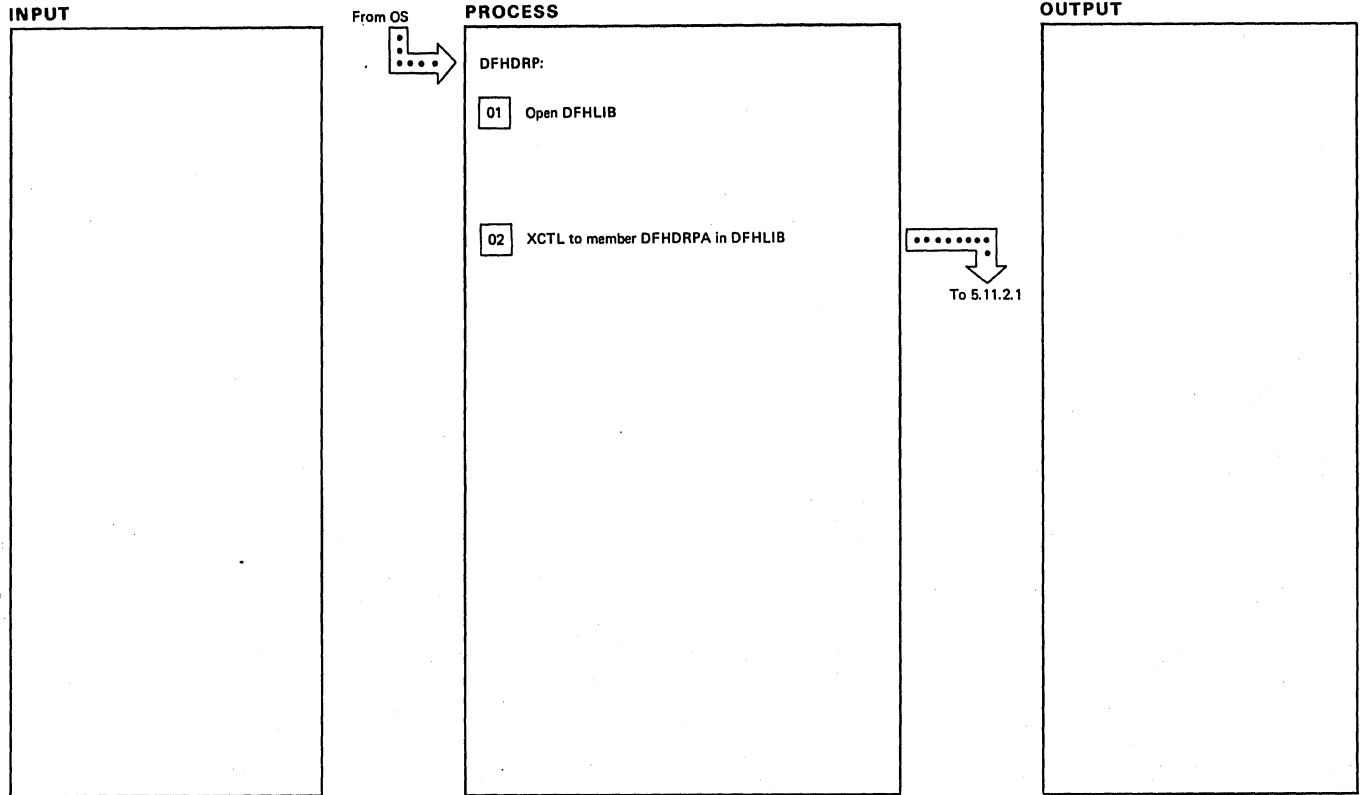 INPUT
From OS
PROCESS
OUTPUT
DFHDRP:
01 Open DFHLIB
02 XCTL to member DFHDRPA in DFHLIB
To 5.11.2.1